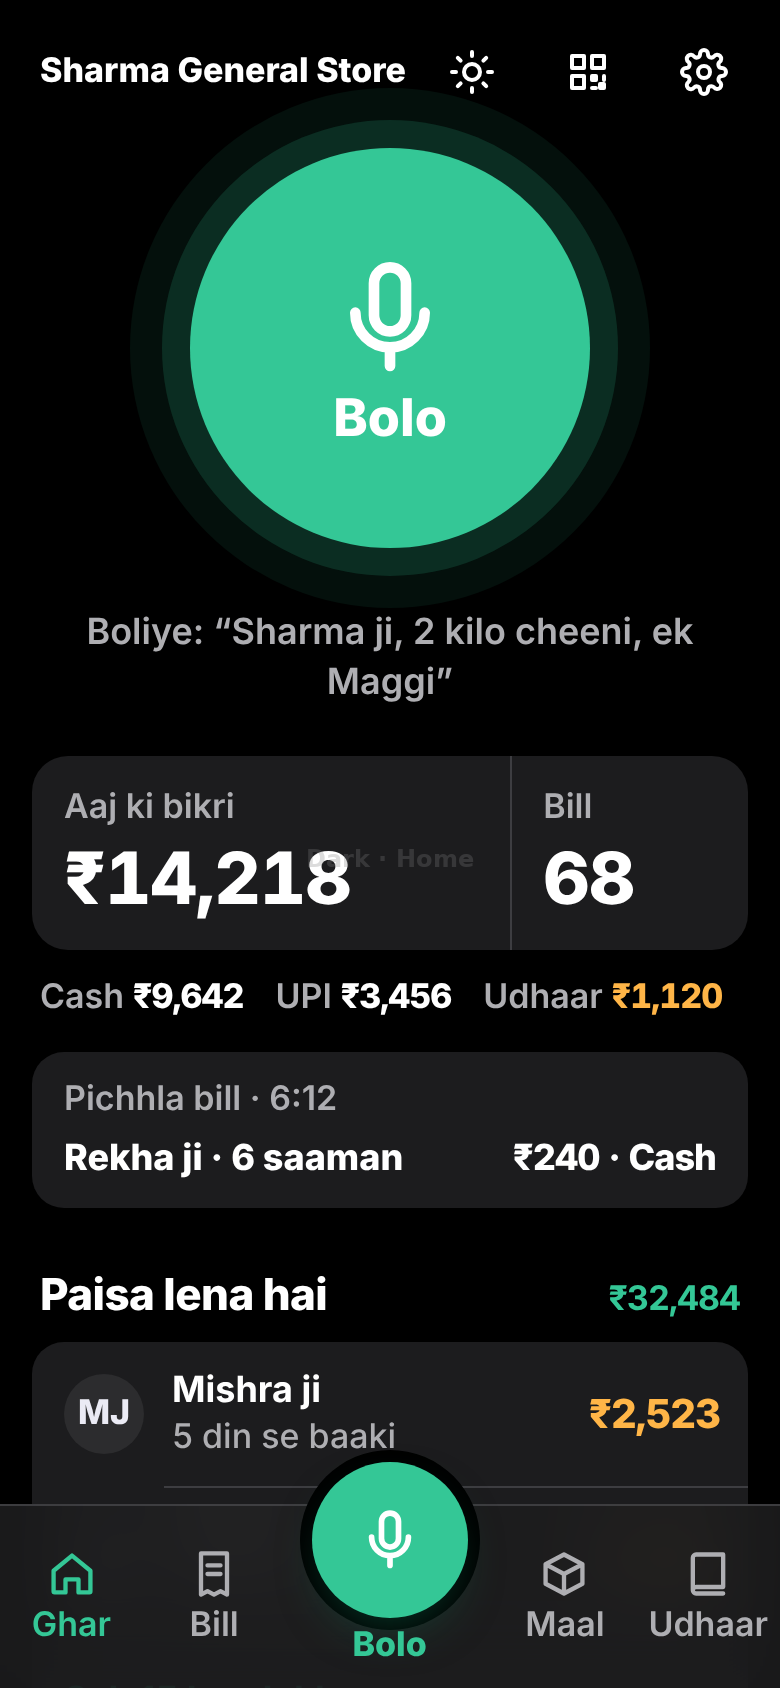 Sharma General Store
Bolo
Boliye: “Sharma ji, 2 kilo cheeni, ek
Maggi”
Aaj ki bikri
₹14,218
Bill
68
Dark · Home
Cash ₹9,642 UPI ₹3,456 Udhaar ₹1,120
Pichhla bill · 6:12
Rekha ji · 6 saaman ₹240 · Cash
Paisa lena hai ₹32,484
MJ
Mishra ji
5 din se baaki
₹2,523
Ghar
Bill
Bolo
Maal
Udhaar